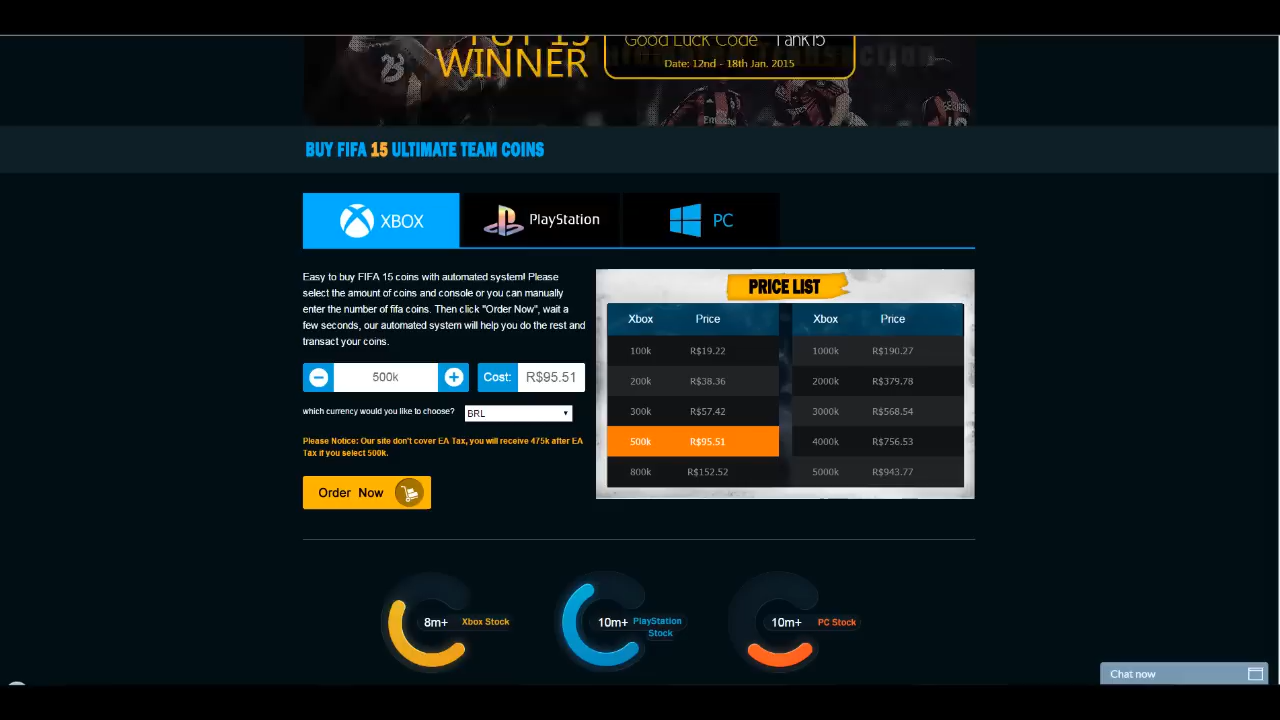 WINNER
Good Luck Code Tank15
Date: 12nd - 18th Jan. 2015
BUY FIFA 15 ULTIMATE TEAM COINS
XBOX
PlayStation
PC
Easy to buy FIFA 15 coins with automated system! Please
select the amount of coins and console or you can manually
enter the number of fifa coins. Then click "Order Now", wait a
few seconds, our automated system will help you do the rest and
transact your coins.
500k
Cost: R$95.51
which currency would you like to choose? BRL
Please Notice: Our site don't cover EA Tax, you will receive 475k after EA
Tax if you select 500k.
Order Now
PRICE LIST
Xbox Price Xbox Price
100k R$19.22 1000k R$190.27
200k R$38.36 2000k R$379.78
300k R$57.42 3000k R$568.54
500k R$95.51 4000k R$756.53
800k R$152.52 5000k R$943.77
8m+ Xbox Stock
10m+ PlayStation
Stock
10m+ PC Stock
Chat now